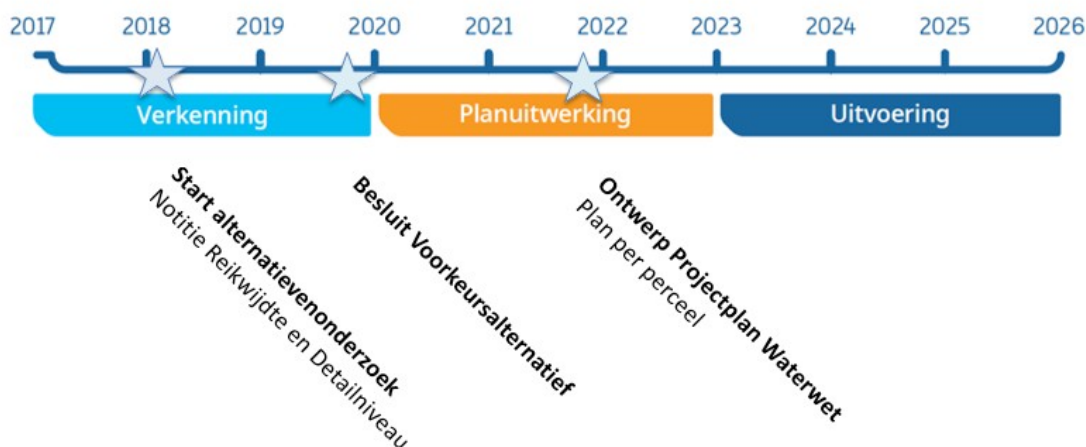 2017 2018 2019 2020 2021 2022 2023 2024 2025 2026
Verkenning Planuitwerking Uitvoering
Start alternatievenonderzoek
Notitie Reikwijdte en Detailniveau
Besluit Voorkeursalternatief
Ontwerp Projectplan Waterwet
Plan per perceel